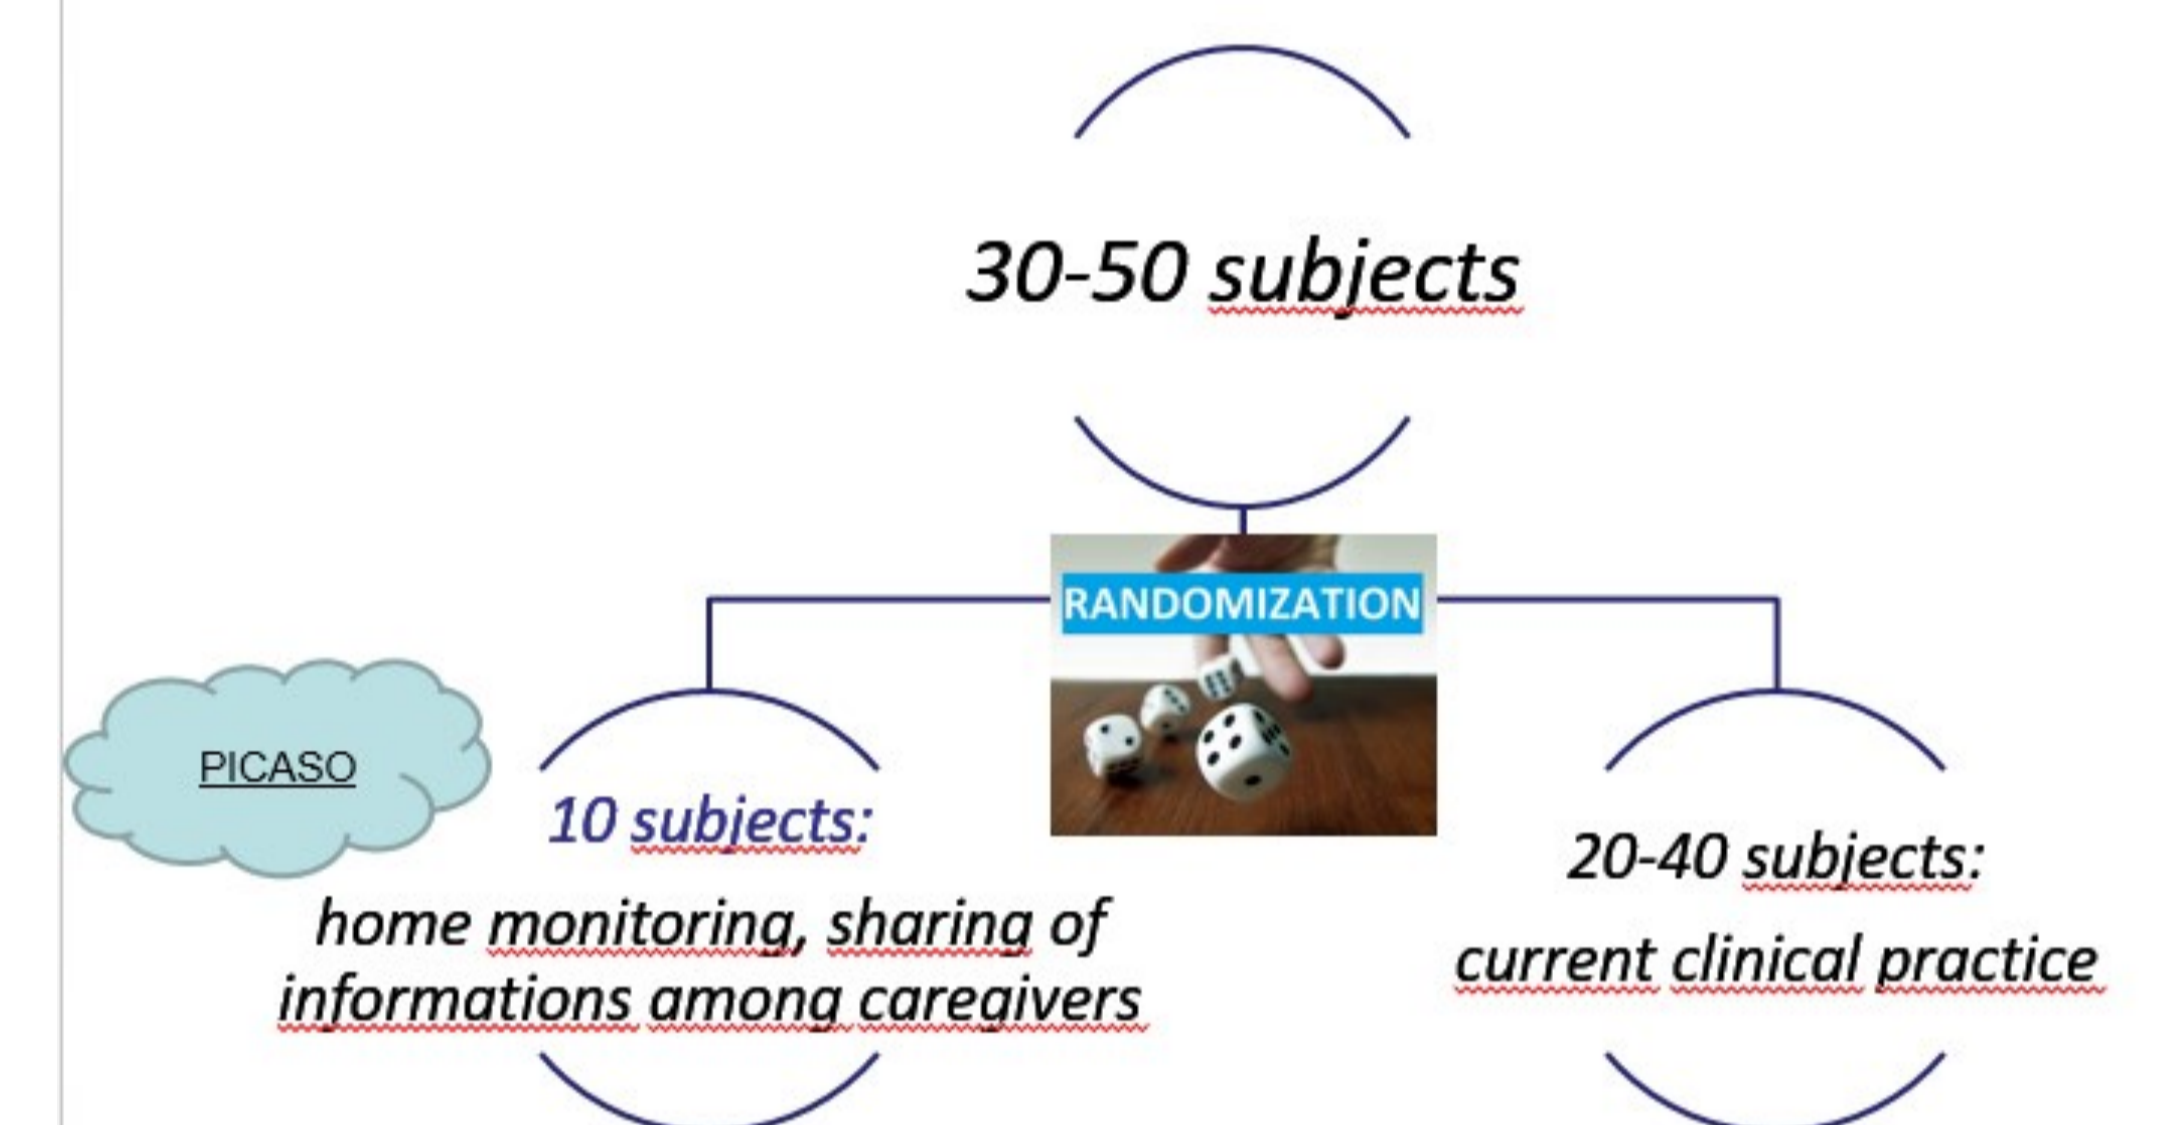 30-50 subjects
RANDOMIZATION
PICASO
10 subjects:
home monitoring, sharing of
informations among caregivers
20-40 subjects:
current clinical practice